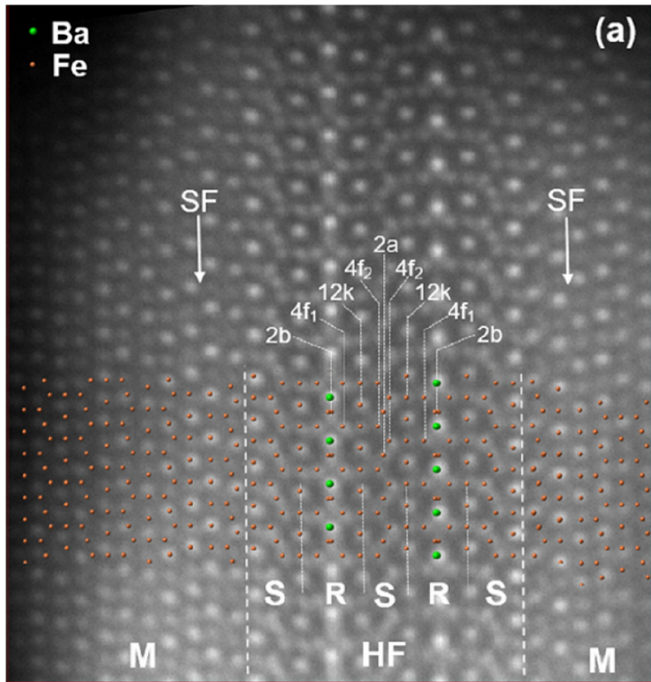 (a)
Ba
Fe
SF
SF
2a
4f₂ 4f₂
12k 12k
4f₁ 4f₁
2b 2b
S R S R S
M HF M